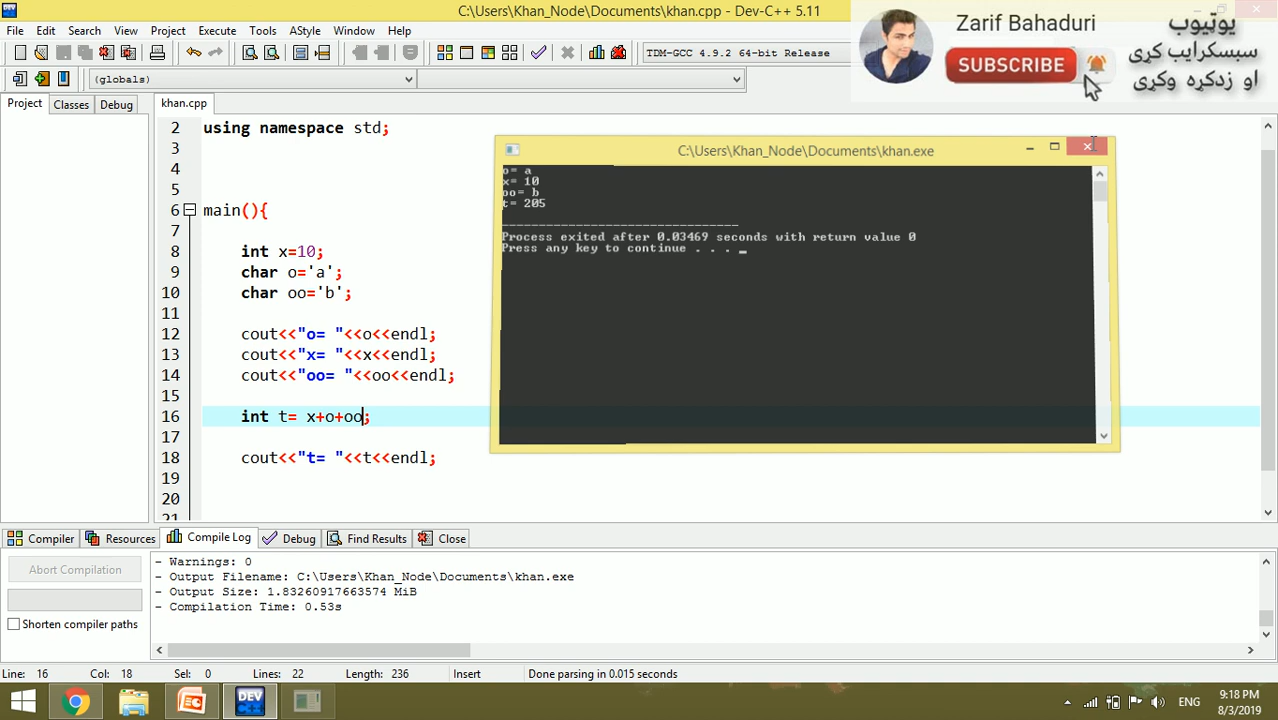 C:\Users\Khan_Node\Documents\khan.cpp - Dev-C++ 5.11
File Edit Search View Project Execute Tools AStyle Window Help
TDM-GCC 4.9.2 64-bit Release
(globals)
Zarif Bahaduri
SUBSCRIBE
یوټیوب
سبسکرایب کړی
او زدکړه وکړی
Project Classes Debug
khan.cpp
2 using namespace std;
3
4
5
6 main(){
7
8 int x=10;
9 char o='a';
10 char oo='b';
11
12 cout<<"o= "<<o<<endl;
13 cout<<"x= "<<x<<endl;
14 cout<<"oo= "<<oo<<endl;
15
16 int t= x+o+oo;
17
18 cout<<"t= "<<t<<endl;
19
20
21
C:\Users\Khan_Node\Documents\khan.exe
o= a
x= 10
oo= b
t= 205
--------------------------------
Process exited after 0.03469 seconds with return value 0
Press any key to continue . . . _
Compiler Resources Compile Log Debug Find Results Close
Abort Compilation
Shorten compiler paths
- Warnings: 0
- Output Filename: C:\Users\Khan_Node\Documents\khan.exe
- Output Size: 1.83260917663574 MiB
- Compilation Time: 0.53s
Line: 16 Col: 18 Sel: 0 Lines: 22 Length: 236 Insert Done parsing in 0.015 seconds
DEV
ENG
9:18 PM
8/3/2019